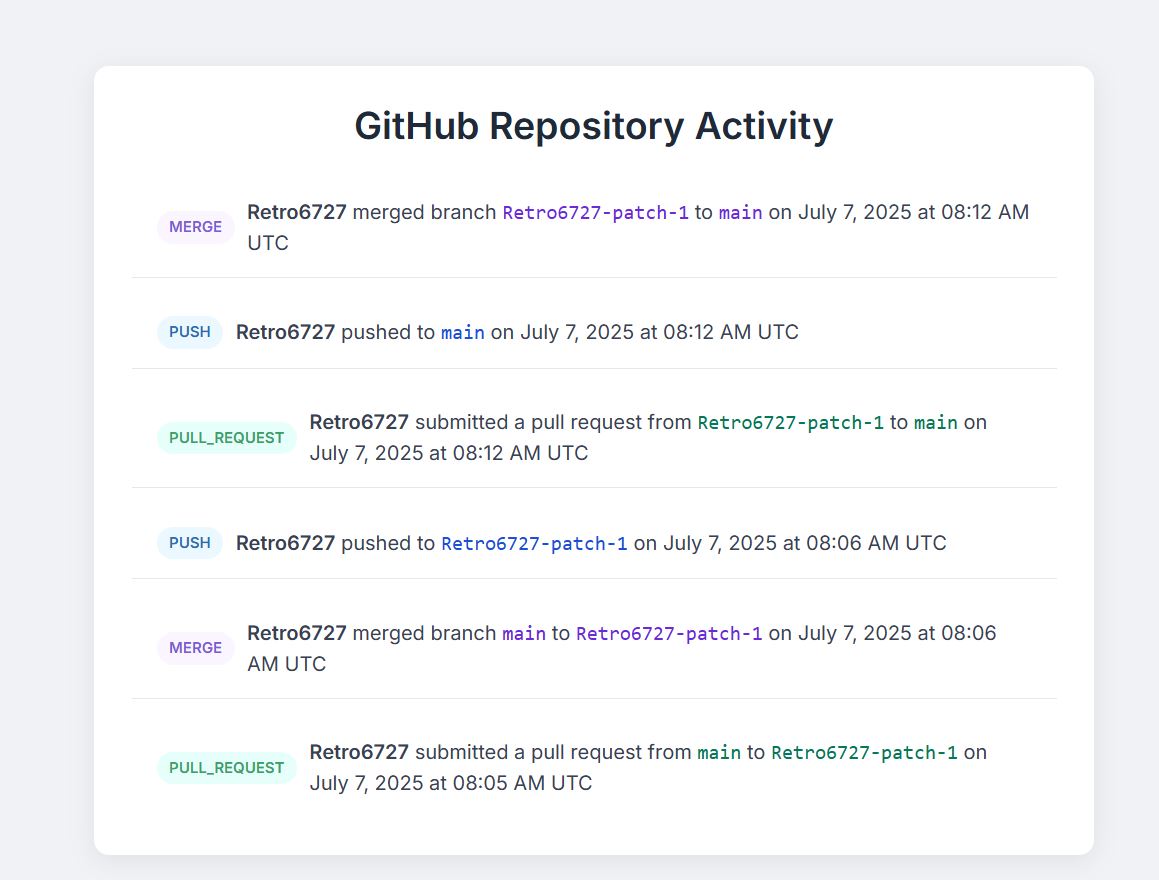 GitHub Repository Activity
MERGE
Retro6727 merged branch Retro6727-patch-1 to main on July 7, 2025 at 08:12 AM
UTC
PUSH
Retro6727 pushed to main on July 7, 2025 at 08:12 AM UTC
PULL_REQUEST
Retro6727 submitted a pull request from Retro6727-patch-1 to main on
July 7, 2025 at 08:12 AM UTC
PUSH
Retro6727 pushed to Retro6727-patch-1 on July 7, 2025 at 08:06 AM UTC
MERGE
Retro6727 merged branch main to Retro6727-patch-1 on July 7, 2025 at 08:06
AM UTC
PULL_REQUEST
Retro6727 submitted a pull request from main to Retro6727-patch-1 on
July 7, 2025 at 08:05 AM UTC